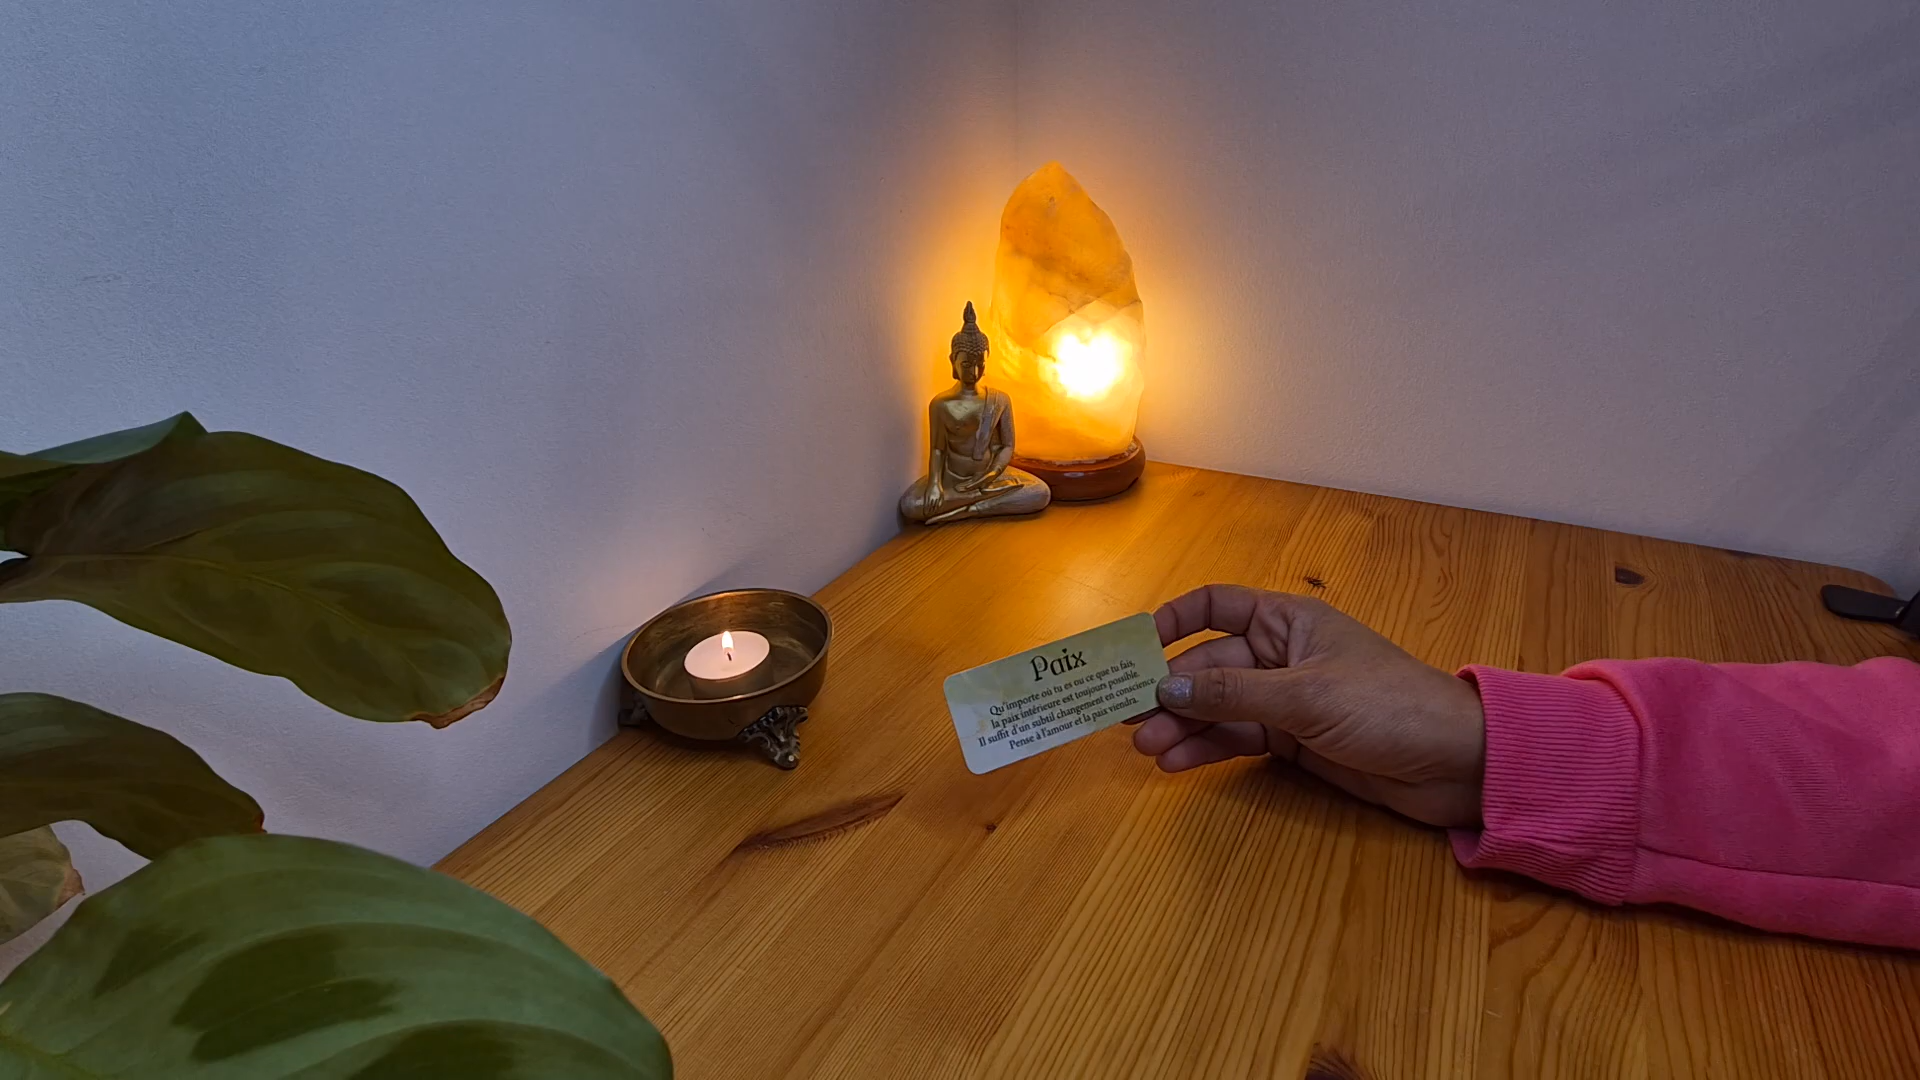 Paix
Qu'importe où tu es ou ce que tu fais,
la paix intérieure est toujours possible.
Il suffit d'un subtil changement en conscience.
Pense à l'amour et la paix viendra.